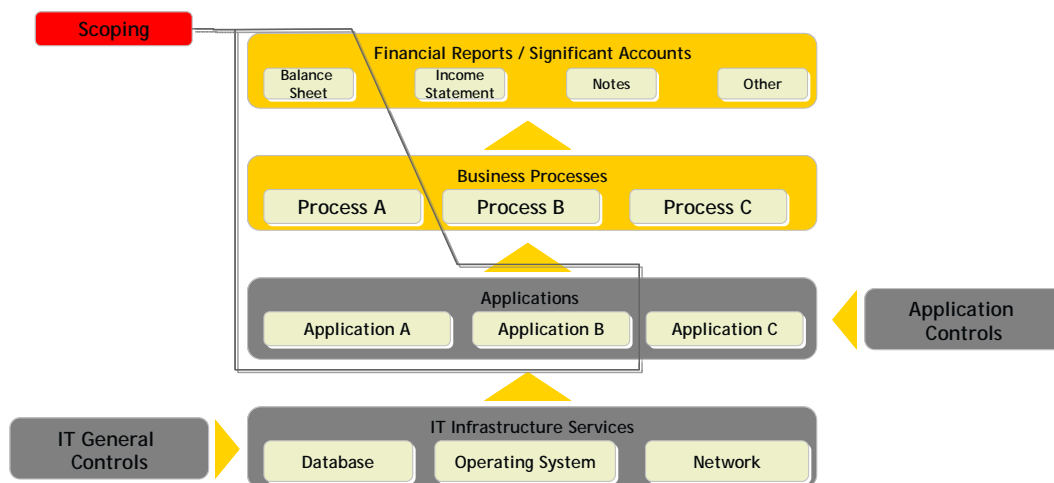 Scoping
Financial Reports / Significant Accounts
Balance
Sheet
Income
Statement
Notes
Other
Business Processes
Process A
Process B
Process C
Applications
Application A
Application B
Application C
Application
Controls
IT General
Controls
IT Infrastructure Services
Database
Operating System
Network